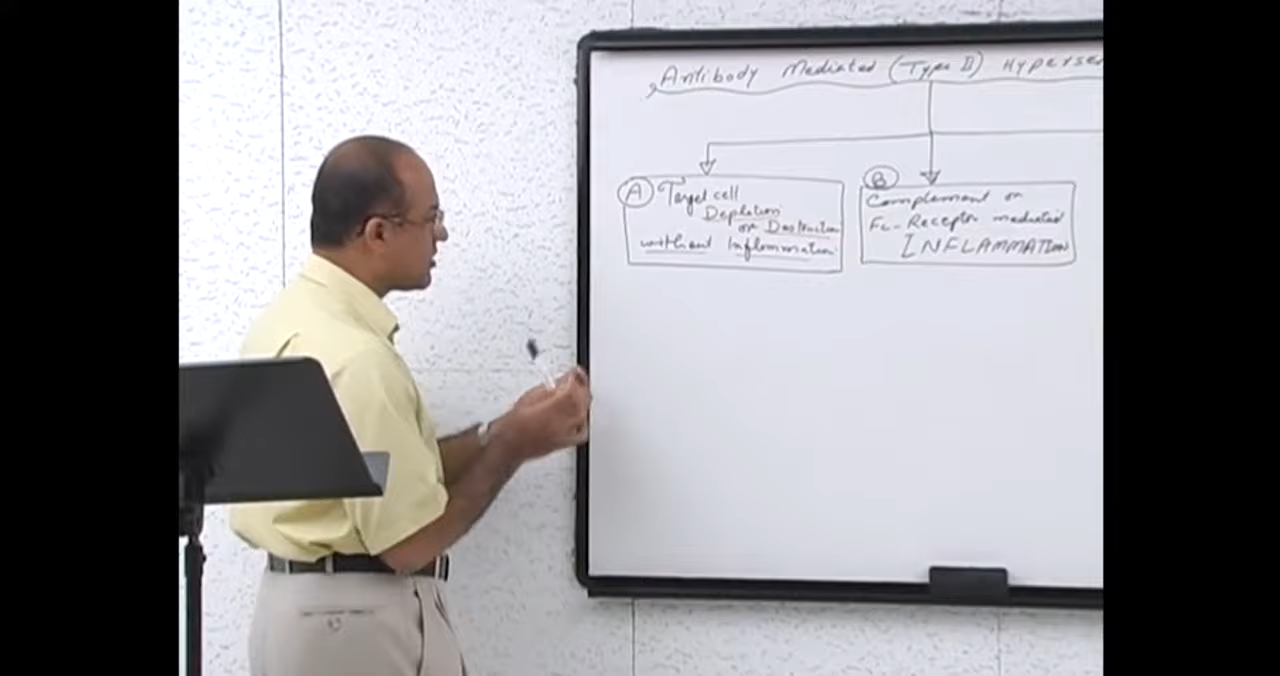 Antibody Mediated (Type II) Hyperse
A Target cell
Depletion
or Destruction
without Inflammation
B
Complement or
Fc-Receptor mediated
INFLAMMATION